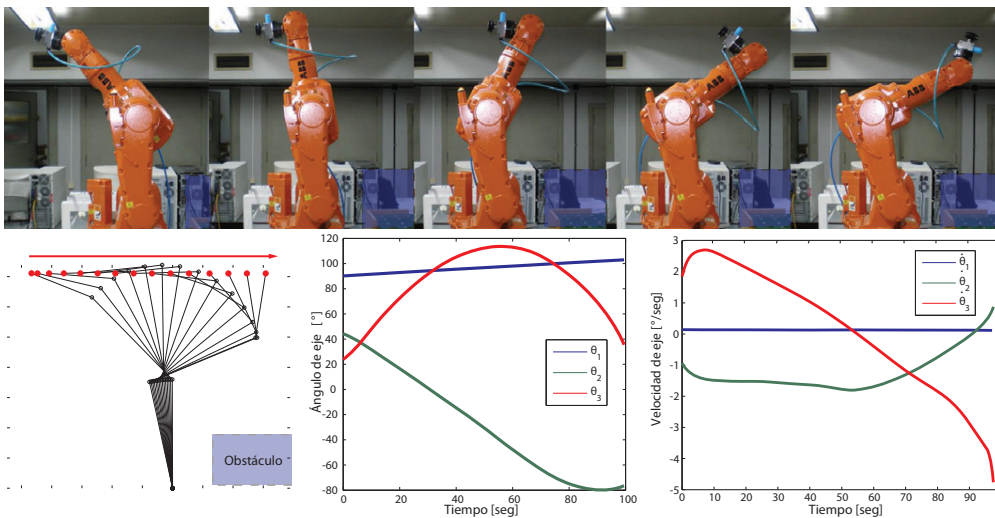 ABB
ABB
ABB
ABB
ABB
Obstáculo
Ángulo de eje [°]
120
100
80
60
40
20
0
-20
-40
-60
-80
0
20
40
60
80
100
Tiempo [seg]
θ1
θ2
θ3
Velocidad de eje [°/seg]
3
2
1
0
-1
-2
-3
-4
-5
0
10
20
30
40
50
60
70
80
90
Tiempo [seg]
θ̇1
θ̇2
θ̇3